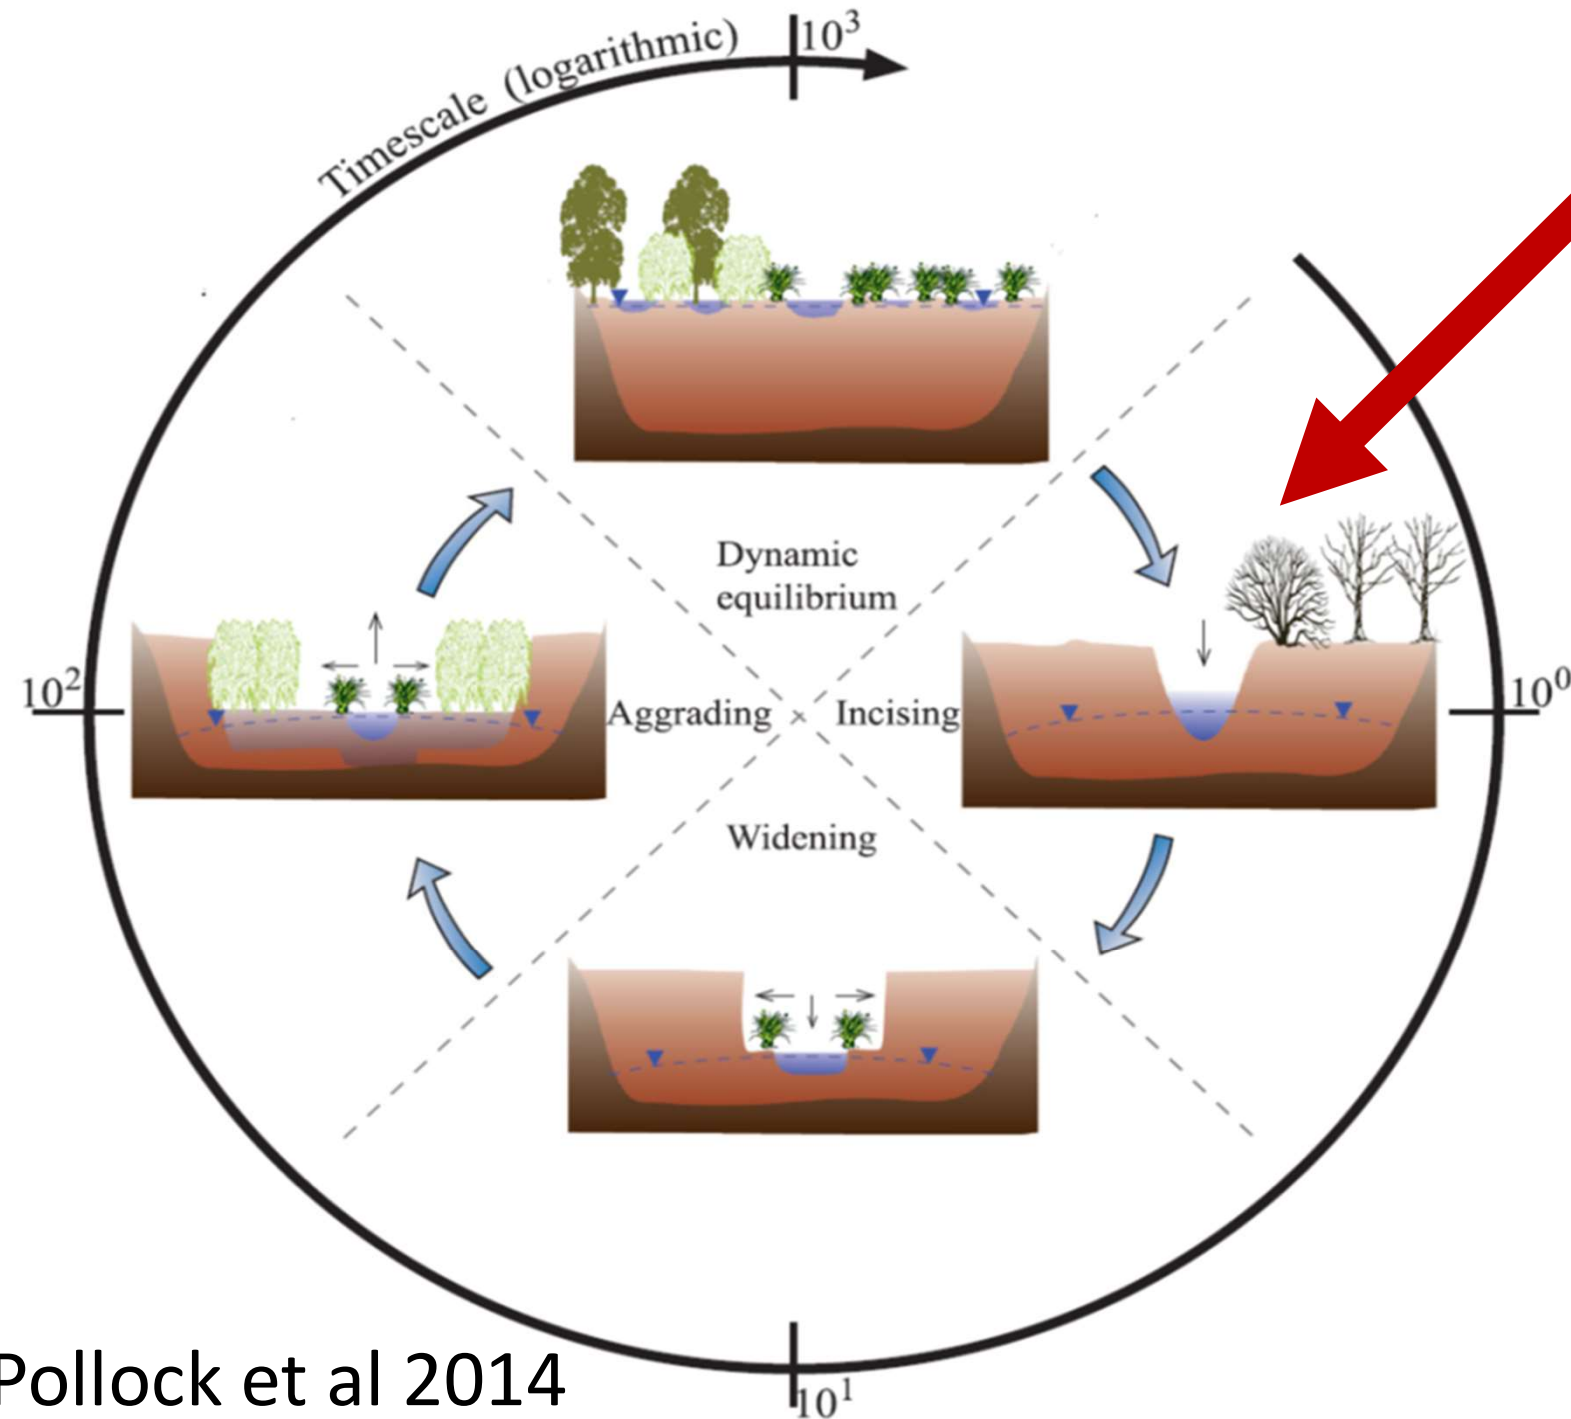 Timescale (logarithmic)
10³
Dynamic
equilibrium
10²
Aggrading
Incising
10⁰
Widening
Pollock et al 2014
10¹